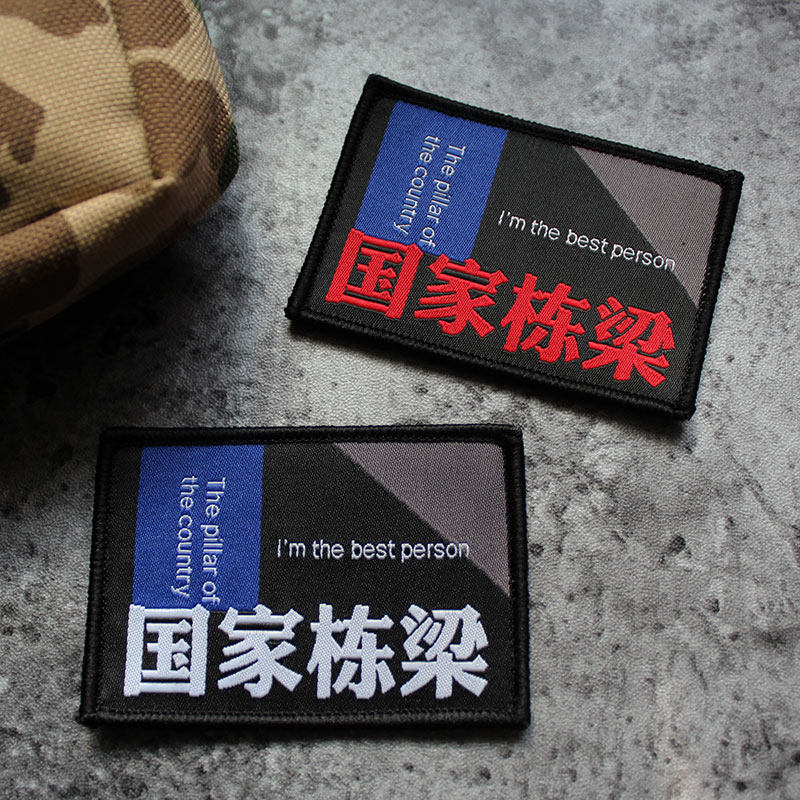 The pillar of
the country
I'm the best person
国家栋梁
The pillar of
the country
I'm the best person
国家栋梁